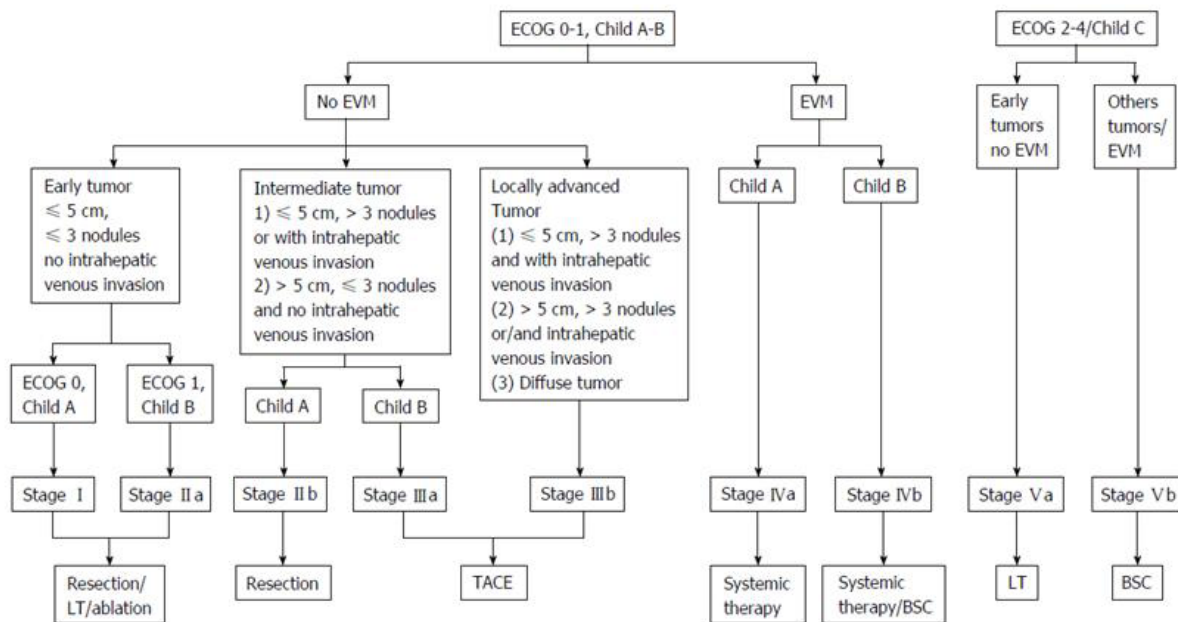 ECOG 0-1, Child A-B
ECOG 2-4/Child C
No EVM
EVM
Early
tumors
no EVM
Others
tumors/
EVM
Early tumor
≤ 5 cm,
≤ 3 nodules
no intrahepatic
venous invasion
Intermediate tumor
1) ≤ 5 cm, > 3 nodules
or with intrahepatic
venous invasion
2) > 5 cm, ≤ 3 nodules
and no intrahepatic
venous invasion
Locally advanced
Tumor
(1) ≤ 5 cm, > 3 nodules
and with intrahepatic
venous invasion
(2) > 5 cm, > 3 nodules
or/and intrahepatic
venous invasion
(3) Diffuse tumor
Child A
Child B
ECOG 0,
Child A
ECOG 1,
Child B
Child A
Child B
Stage Ⅰ
Stage Ⅱa
Stage Ⅱb
Stage Ⅲa
Stage Ⅲb
Stage Ⅳa
Stage Ⅳb
Stage Ⅴa
Stage Ⅴb
Resection/
LT/ablation
Resection
TACE
Systemic
therapy
Systemic
therapy/BSC
LT
BSC